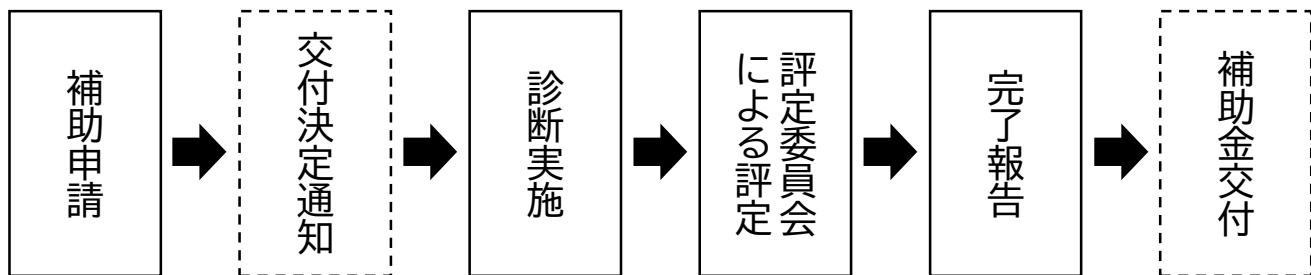 補助申請
交付決定通知
診断実施
評定委員会
による評定
完了報告
補助金交付